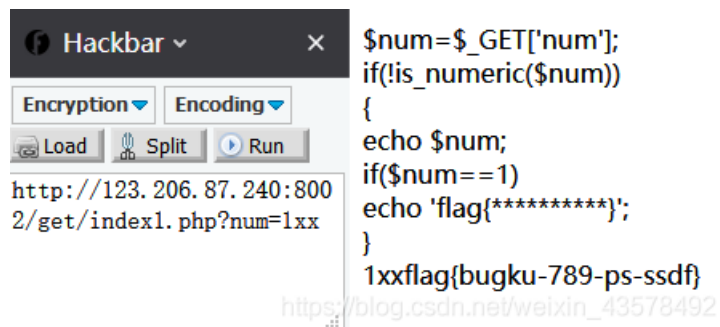 Hackbar
Encryption
Encoding
Load
Split
Run
http://123.206.87.240:800
2/get/index1.php?num=1xx
$num=$_GET['num'];
if(!is_numeric($num))
{
echo $num;
if($num==1)
echo 'flag{**********}';
}
1xxflag{bugku-789-ps-ssdf}
https://blog.csdn.net/weixin_43578492